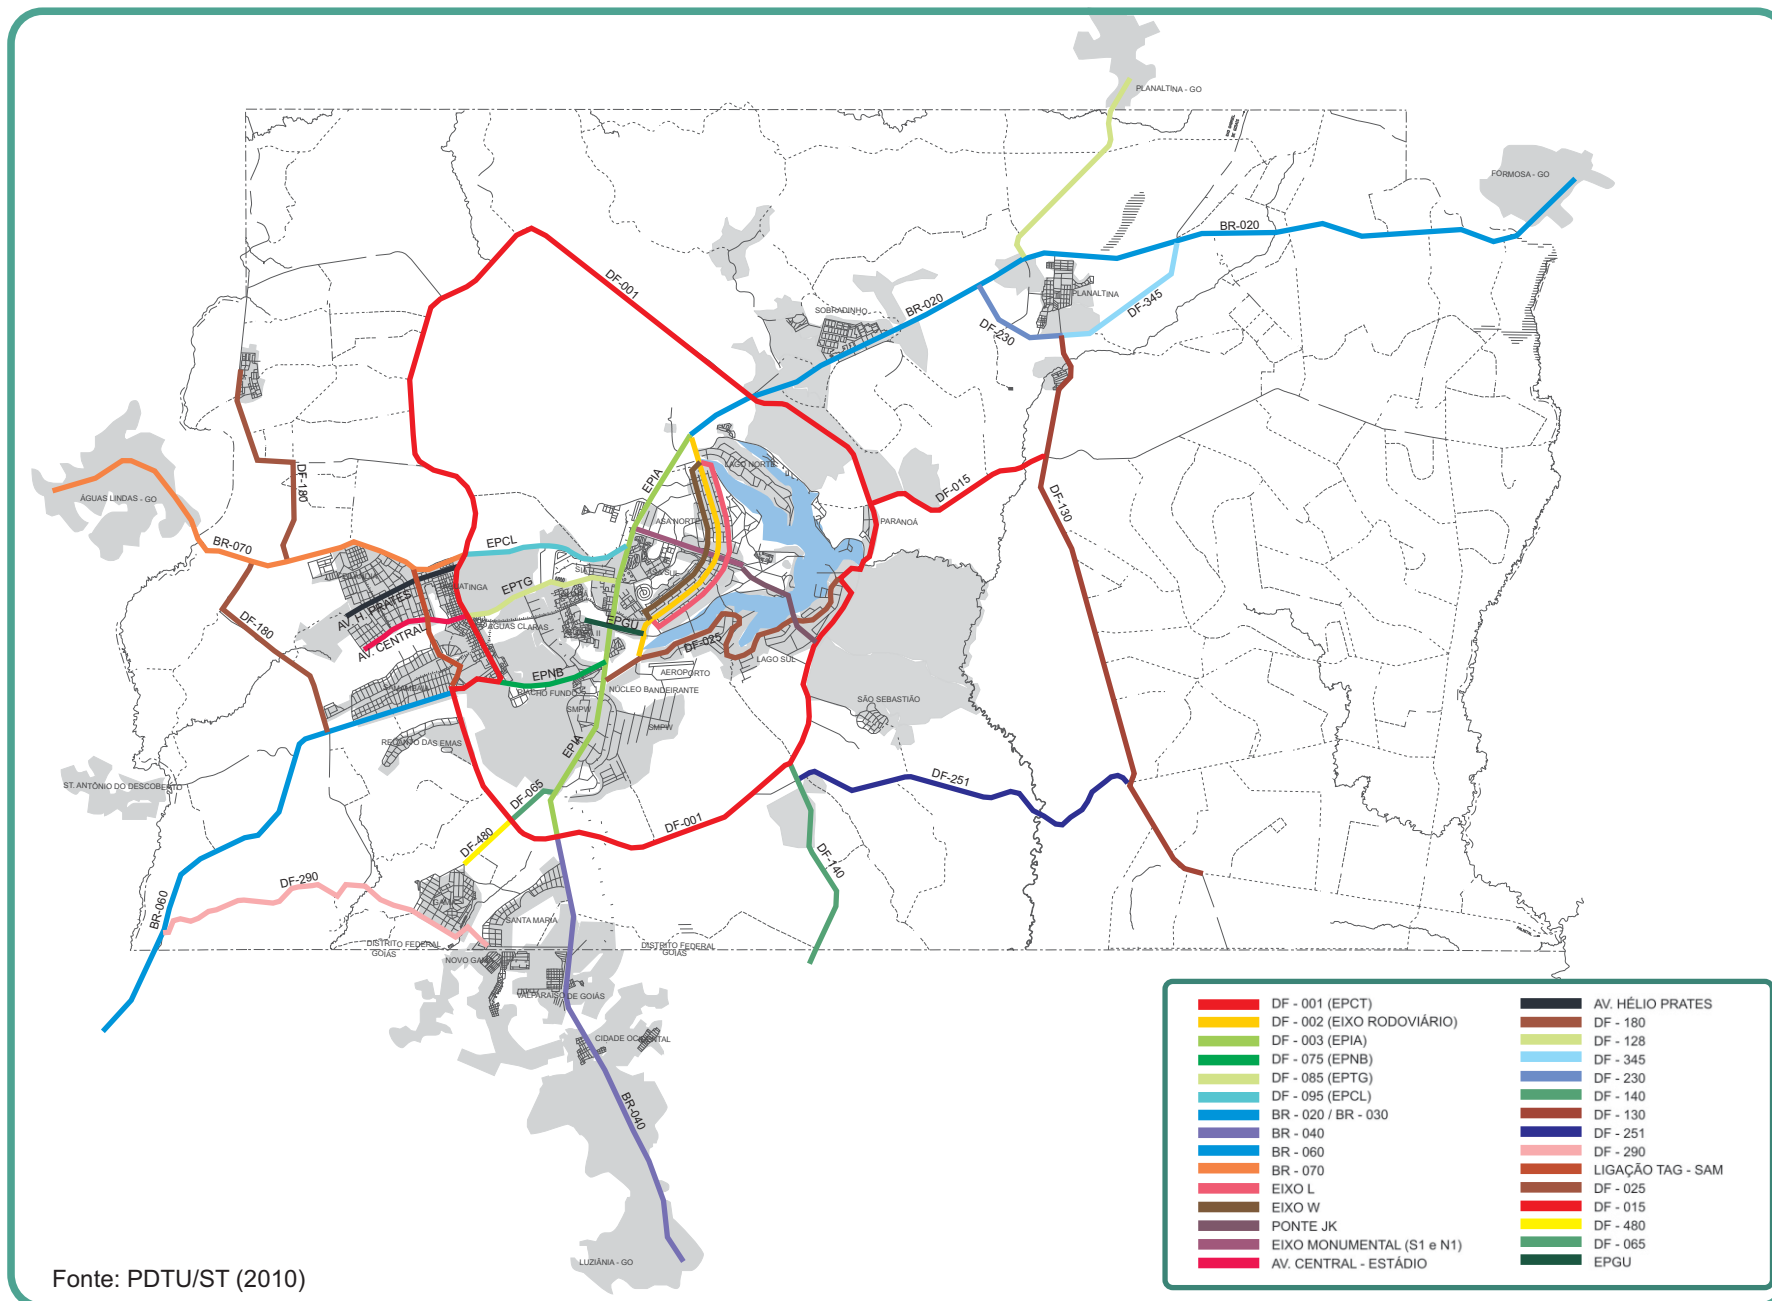 PLANALTINA - GO
FORMOSA - GO
BR-020
DF-001
PLANALTINA
SOBRADINHO
BR-020
DF-345
DF-230
LAGO NORTE
EPIA
DF-015
ÁGUAS LINDAS - GO
DF-180
DF-130
ASA NORTE
PARANOÁ
BR-070
EPCL
EPTG
AV. H. PRATES
ÁGUAS CLARAS
EPGU
DF-180
AV. CENTRAL
DF-025
LAGO SUL
EPNB
AEROPORTO
RIACHO FUNDO
NÚCLEO BANDEIRANTE
SÃO SEBASTIÃO
SMPW
SMPW
RECANTO DAS EMAS
EPIA
DF-251
ST. ANTÔNIO DO DESCOBERTO
DF-065
DF-001
DF-480
DF-140
DF-290
BR-060
GAMA
SANTA MARIA
DISTRITO FEDERAL
GOIÁS
DISTRITO FEDERAL
GOIÁS
NOVO GAMA
VALPARAÍSO DE GOIÁS
CIDADE OCIDENTAL
BR-040
LUZIÂNIA - GO
DF - 001 (EPCT)
DF - 002 (EIXO RODOVIÁRIO)
DF - 003 (EPIA)
DF - 075 (EPNB)
DF - 085 (EPTG)
DF - 095 (EPCL)
BR - 020 / BR - 030
BR - 040
BR - 060
BR - 070
EIXO L
EIXO W
PONTE JK
EIXO MONUMENTAL (S1 e N1)
AV. CENTRAL - ESTÁDIO
AV. HÉLIO PRATES
DF - 180
DF - 128
DF - 345
DF - 230
DF - 140
DF - 130
DF - 251
DF - 290
LIGAÇÃO TAG - SAM
DF - 025
DF - 015
DF - 480
DF - 065
EPGU
Fonte: PDTU/ST (2010)